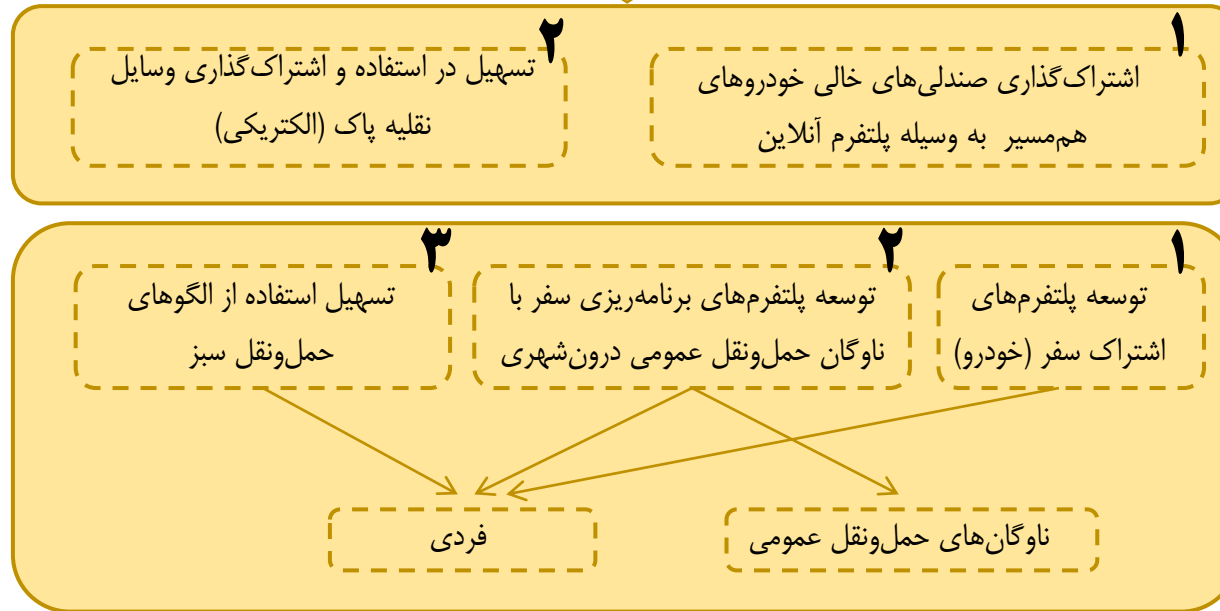 ۱
اشتراک‌گذاری صندلی‌های خالی خودروهای
هم‌مسیر به وسیله پلتفرم آنلاین
۲
تسهیل در استفاده و اشتراک‌گذاری وسایل
نقلیه پاک (الکتریکی)
۱
توسعه پلتفرم‌های
اشتراک سفر (خودرو)
۲
توسعه پلتفرم‌های برنامه‌ریزی سفر با
ناوگان حمل‌ونقل عمومی درون‌شهری
۳
تسهیل استفاده از الگوهای
حمل‌ونقل سبز
ناوگان‌های حمل‌ونقل عمومی
فردی